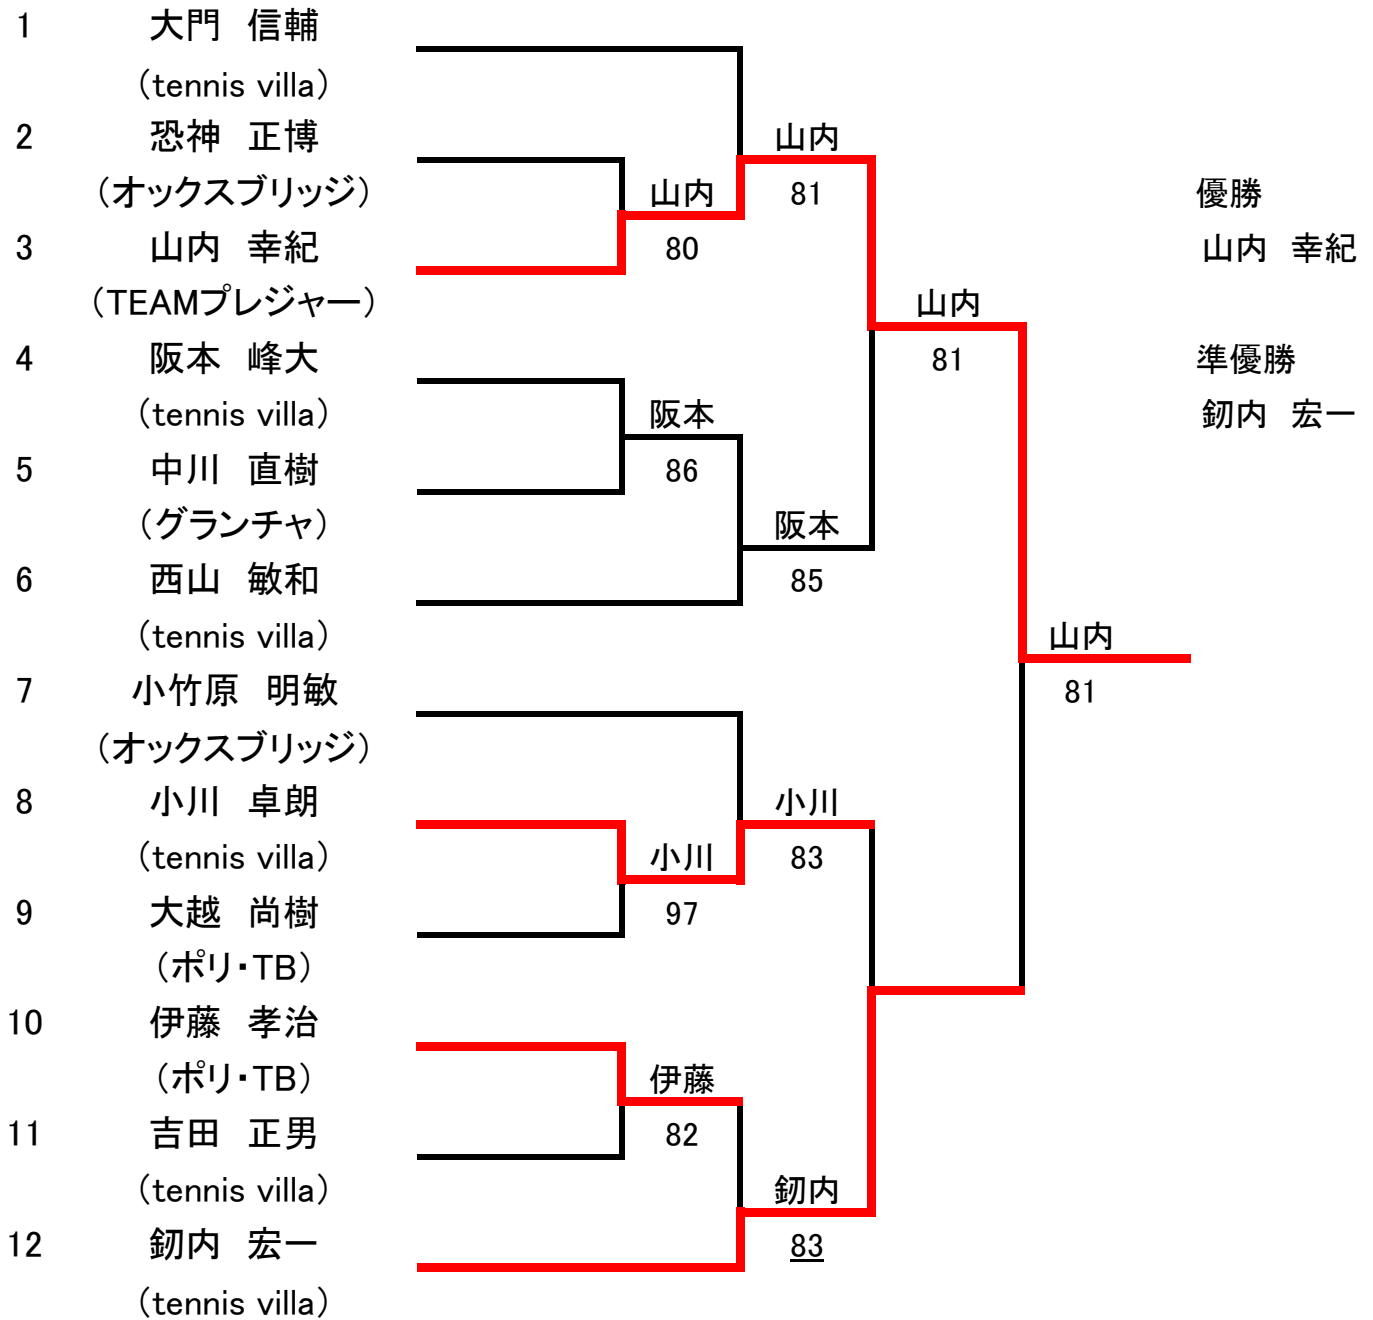 1 大門 信輔
(tennis villa)
2 恐神 正博
山内
(オックスブリッジ)
山内
81
優勝
3 山内 幸紀
80
山内 幸紀
(TEAMプレジャー)
山内
4 阪本 峰大
81
準優勝
(tennis villa)
阪本
釼内 宏一
5 中川 直樹
86
(グランチャ)
阪本
6 西山 敏和
85
(tennis villa)
山内
7 小竹原 明敏
81
(オックスブリッジ)
8 小川 卓朗
小川
(tennis villa)
小川
83
9 大越 尚樹
97
(ポリ・TB)
10 伊藤 孝治
(ポリ・TB)
伊藤
11 吉田 正男
82
(tennis villa)
釼内
12 釼内 宏一
83
(tennis villa)